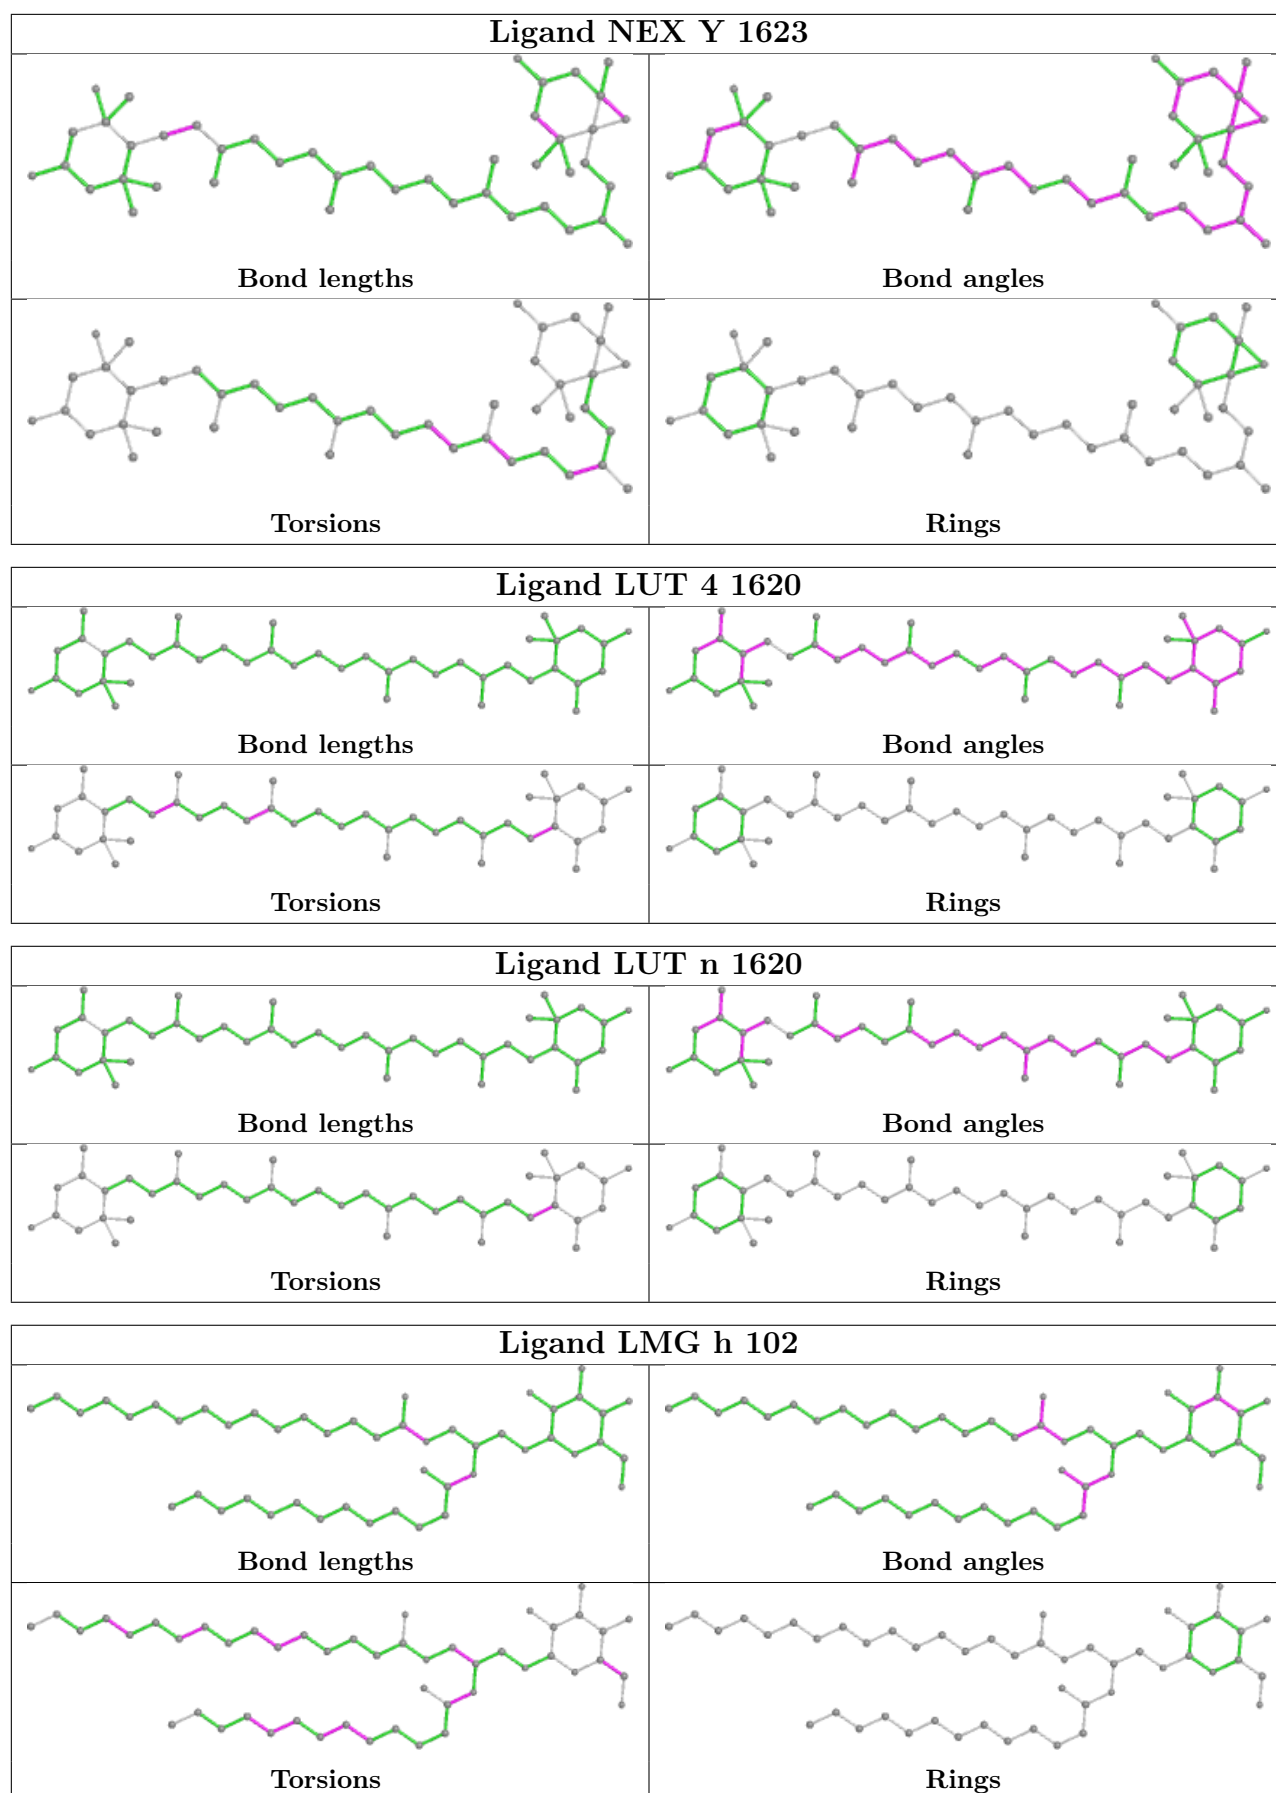 Ligand NEX Y 1623
Bond lengths
Bond angles
Torsions
Rings
Ligand LUT 4 1620
Bond lengths
Bond angles
Torsions
Rings
Ligand LUT n 1620
Bond lengths
Bond angles
Torsions
Rings
Ligand LMG h 102
Bond lengths
Bond angles
Torsions
Rings